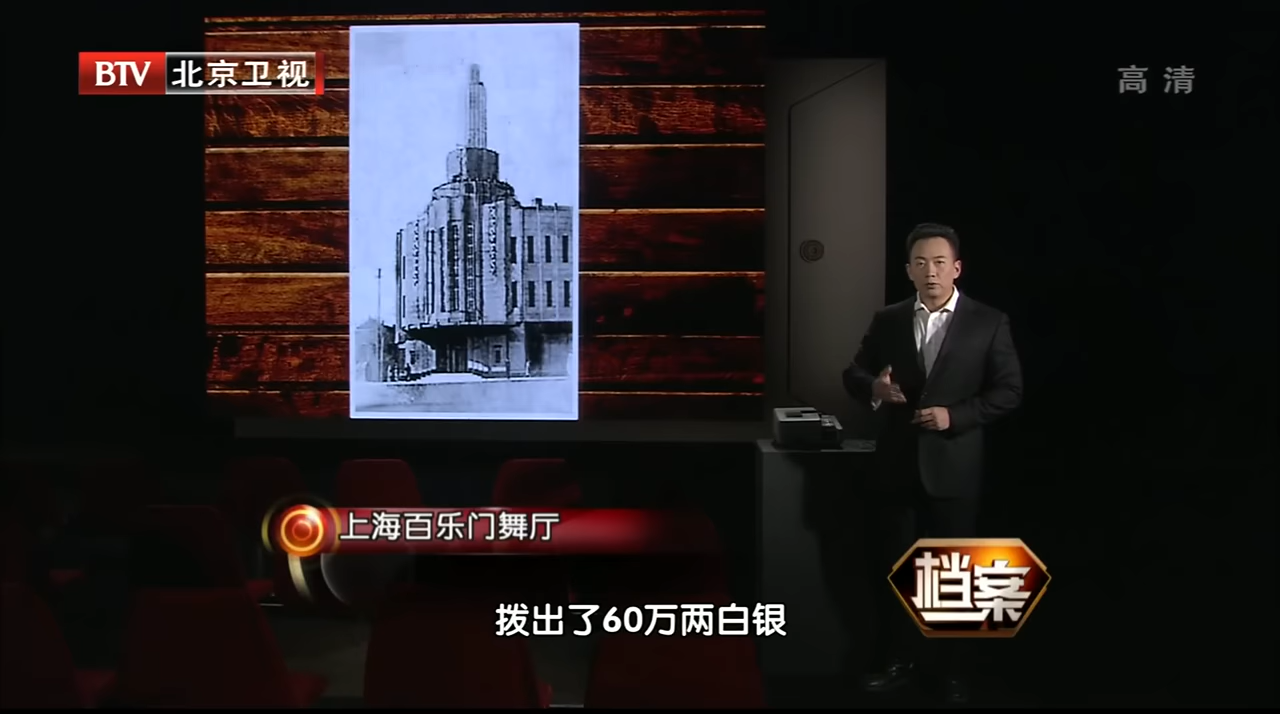 BTV 北京卫视
高清
上海百乐门舞厅
档案
拨出了60万两白银